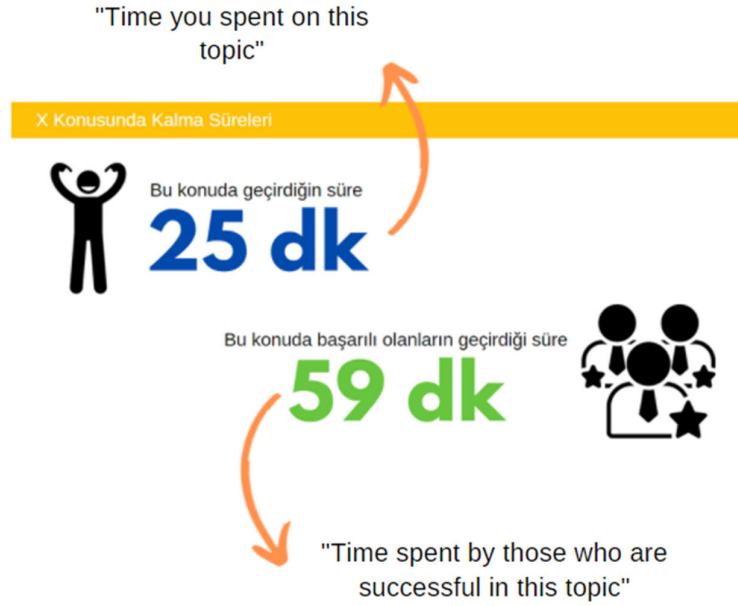 "Time you spent on this
topic"
X Konusunda Kalma Süreleri
Bu konuda geçirdiğin süre
25 dk
Bu konuda başarılı olanların geçirdiği süre
59 dk
"Time spent by those who are
successful in this topic"